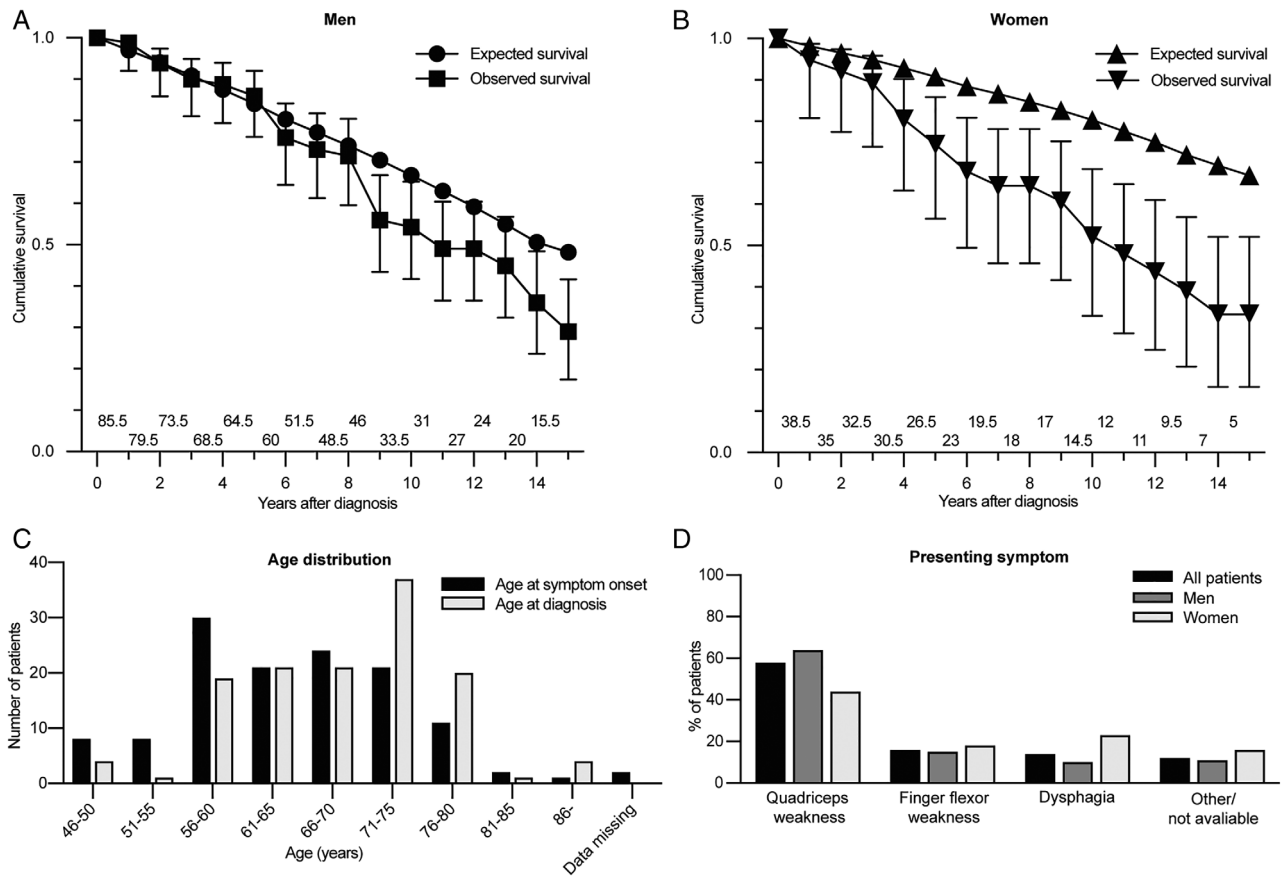 A
Men
1.0
Expected survival
Observed survival
Cumulative survival
0.5
85.5 73.5 64.5 51.5 46 31 24 15.5
79.5 68.5 60 48.5 33.5 27 20
0.0
0 2 4 6 8 10 12 14
Years after diagnosis
B
Women
1.0
Expected survival
Observed survival
Cumulative survival
0.5
38.5 32.5 26.5 19.5 17 12 9.5 5
35 30.5 23 18 14.5 11 7
0.0
0 2 4 6 8 10 12 14
Years after diagnosis
C
Age distribution
40
Age at symptom onset
Age at diagnosis
30
Number of patients
20
10
0
46-50 51-55 56-60 61-65 66-70 71-75 76-80 81-85 86- Data missing
Age (years)
D
Presenting symptom
100
All patients
Men
Women
80
60
% of patients
40
20
0
Quadriceps Finger flexor Dysphagia Other/
weakness weakness not avaliable